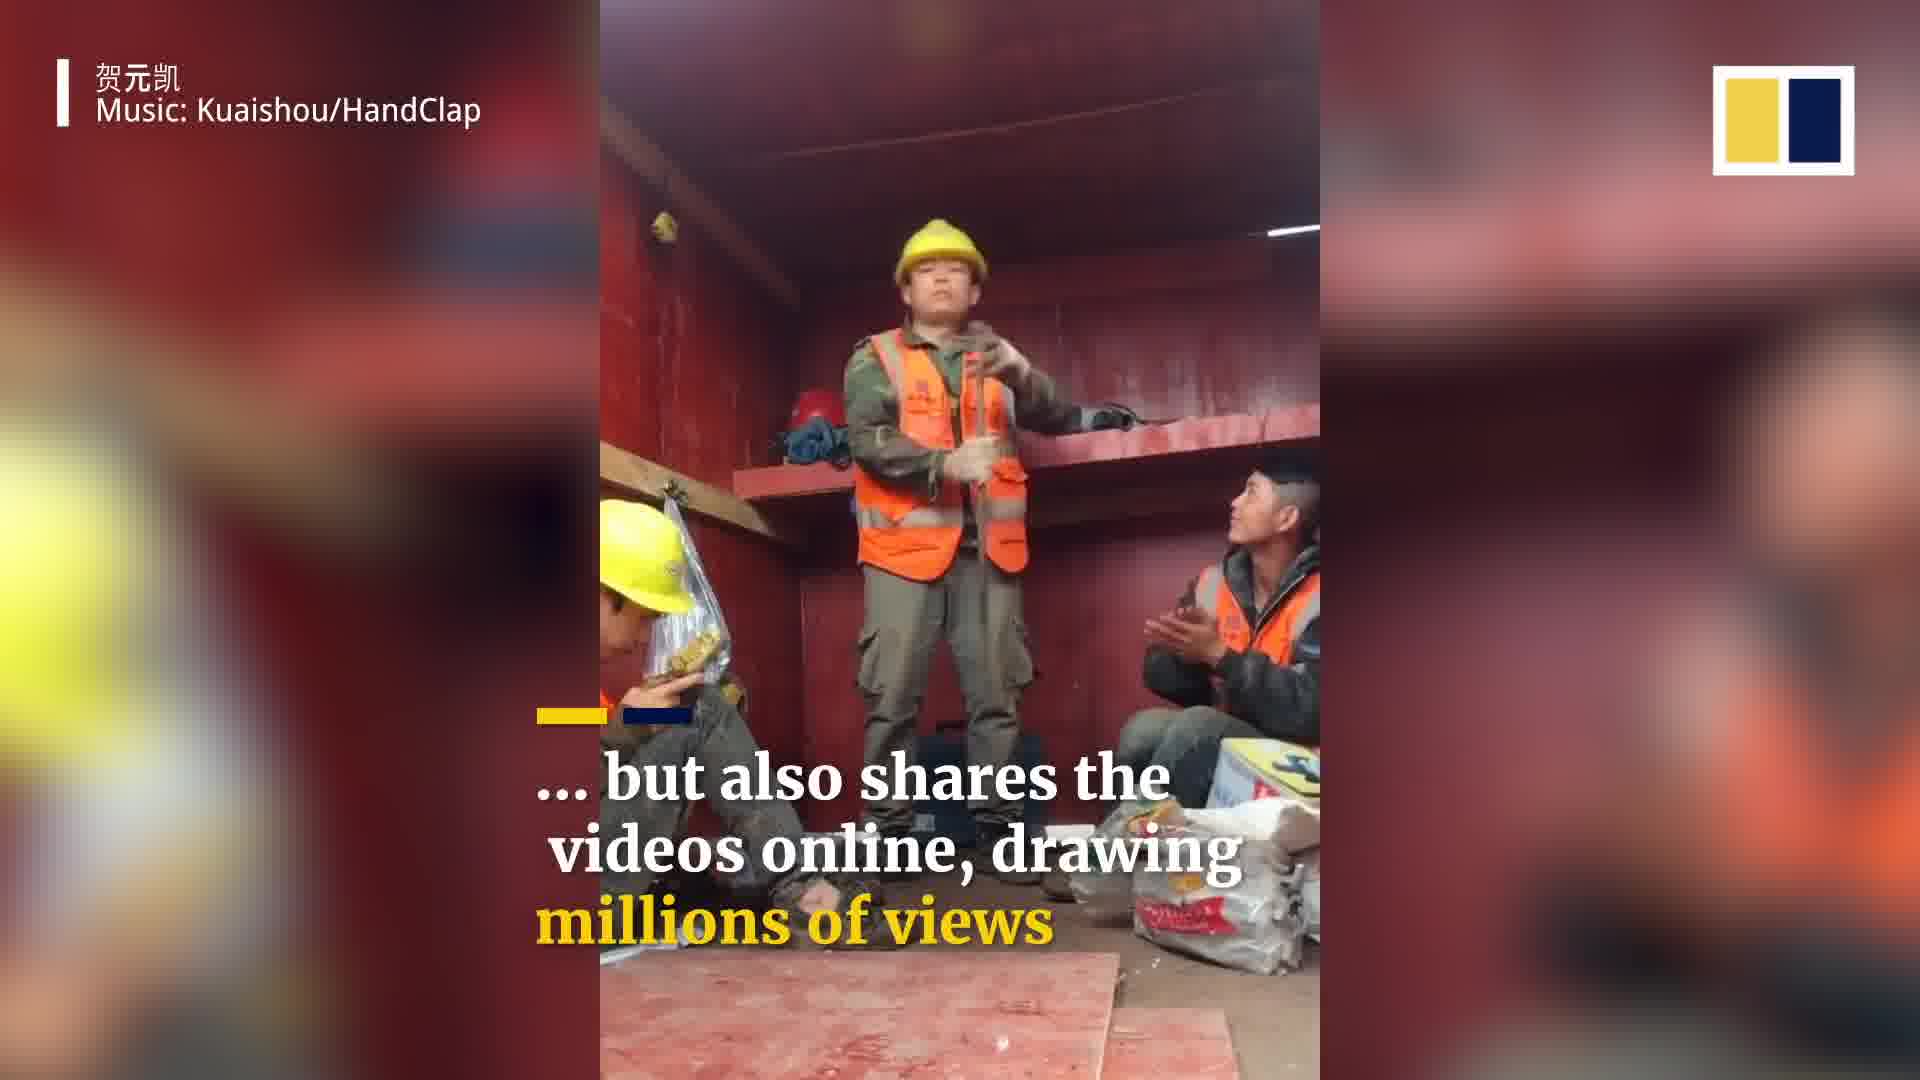 贺元凯
Music: Kuaishou/HandClap
... but also shares the
videos online, drawing
millions of views